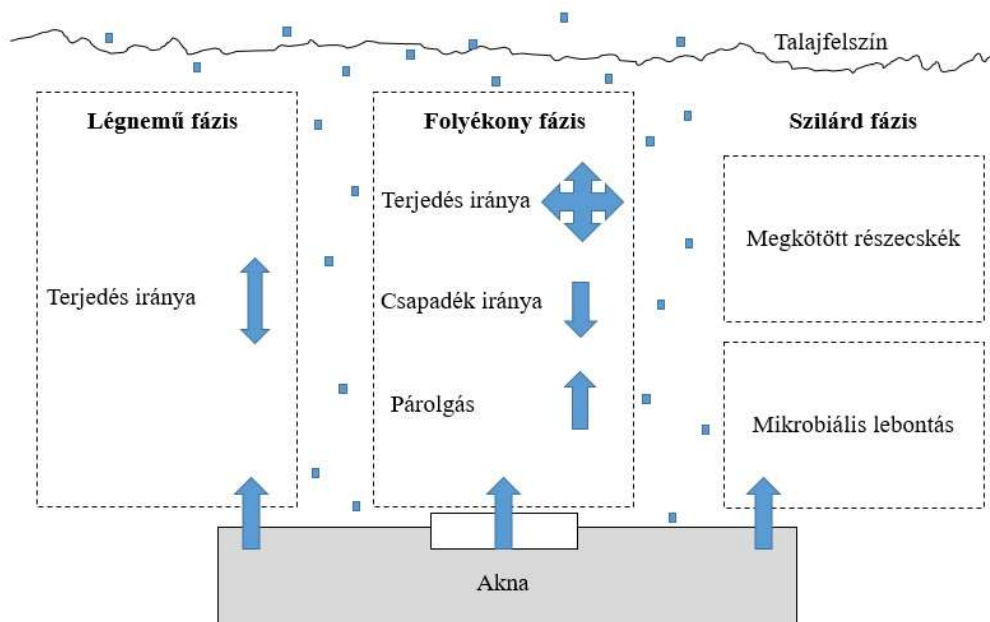 Talajfelszín
Légnemű fázis
Terjedés iránya
Folyékony fázis
Terjedés iránya
Csapadék iránya
Párolgás
Szilárd fázis
Megkötött részecskék
Mikrobiális lebontás
Akna